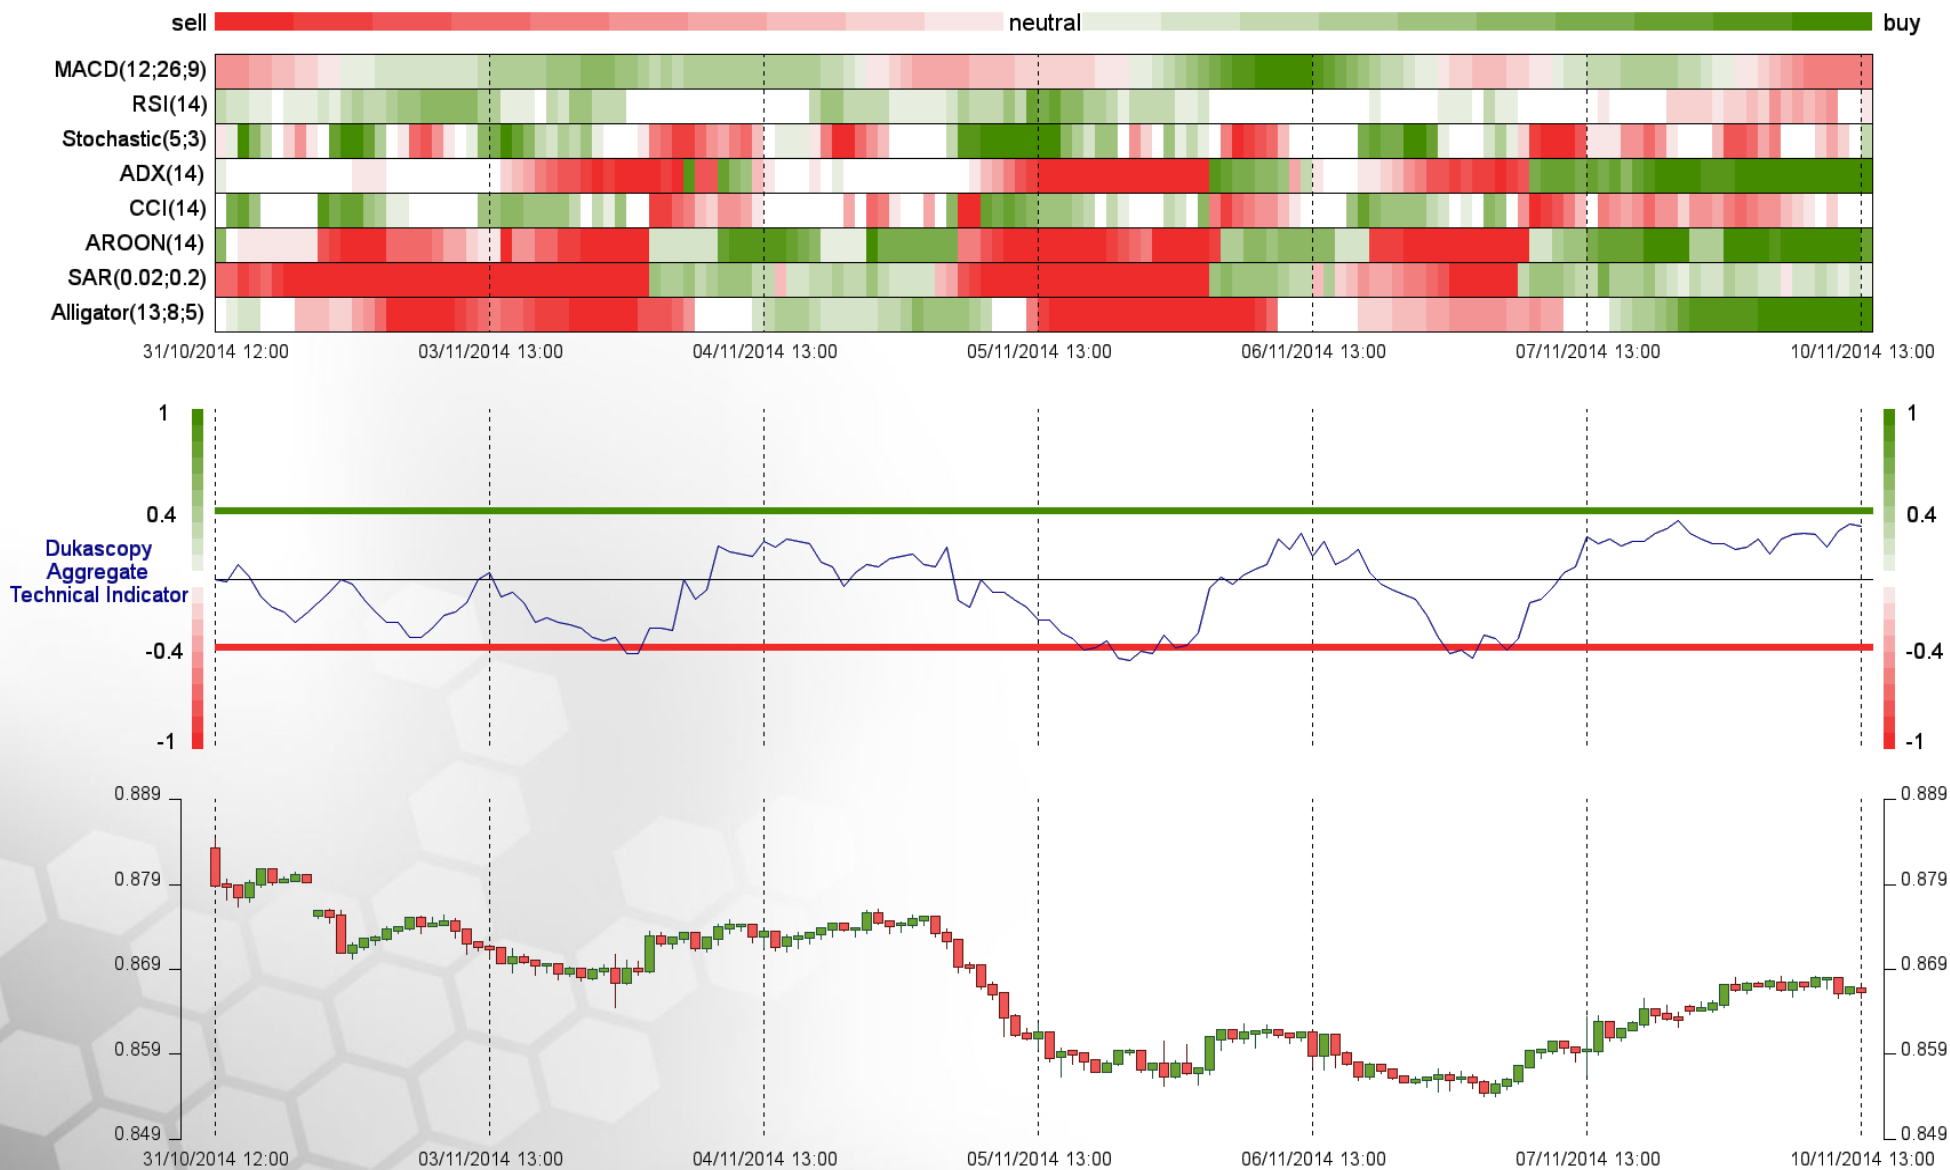 sell neutral buy
MACD(12;26;9)
RSI(14)
Stochastic(5;3)
ADX(14)
CCI(14)
AROON(14)
SAR(0.02;0.2)
Alligator(13;8;5)
31/10/2014 12:00 03/11/2014 13:00 04/11/2014 13:00 05/11/2014 13:00 06/11/2014 13:00 07/11/2014 13:00 10/11/2014 13:00
1 1
0.4 0.4
Dukascopy
Aggregate
Technical Indicator
-0.4 -0.4
-1 -1
0.889 0.889
0.879 0.879
0.869 0.869
0.859 0.859
0.849 0.849
31/10/2014 12:00 03/11/2014 13:00 04/11/2014 13:00 05/11/2014 13:00 06/11/2014 13:00 07/11/2014 13:00 10/11/2014 13:00